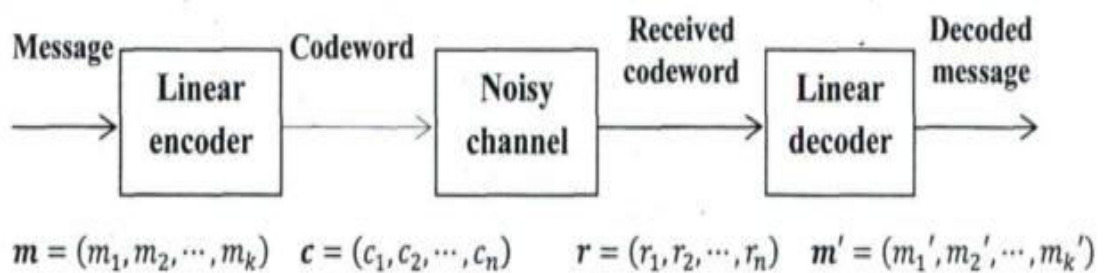 Message
Linear
encoder
Codeword
Noisy
channel
Received
codeword
Linear
decoder
Decoded
message
m = (m₁, m₂, ⋯, mₖ)
c = (c₁, c₂, ⋯, cₙ)
r = (r₁, r₂, ⋯, rₙ)
m′ = (m₁′, m₂′, ⋯, mₖ′)